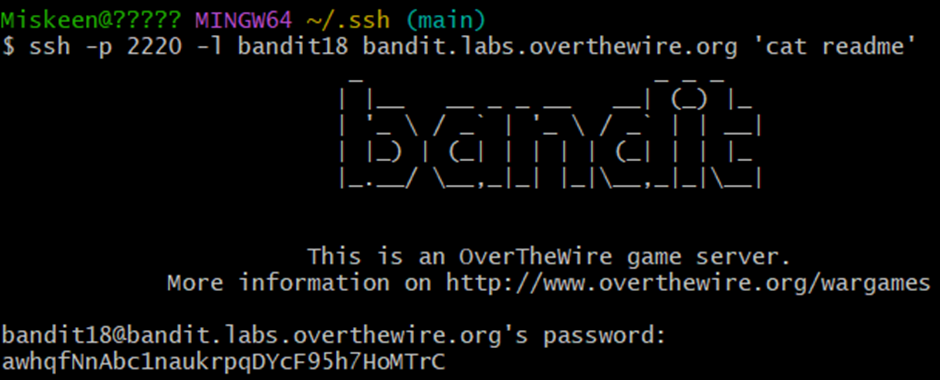 Miskeen@????? MINGW64 ~/.ssh (main)
$ ssh -p 2220 -l bandit18 bandit.labs.overthewire.org 'cat readme'
bandit
This is an OverTheWire game server.
More information on http://www.overthewire.org/wargames
bandit18@bandit.labs.overthewire.org's password:
awhqfNnAbc1naukrpqDYcF95h7HoMTrC